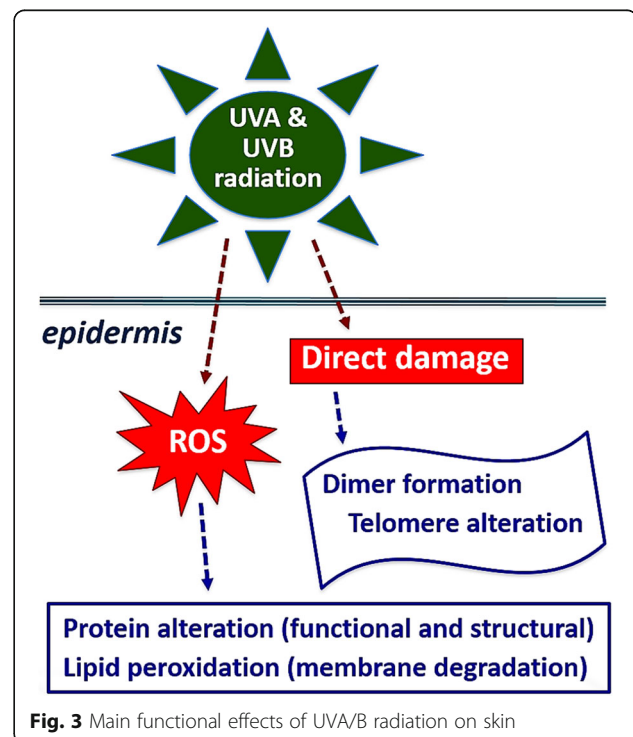 UVA &
UVB
radiation
epidermis
Direct damage
ROS
Dimer formation
Telomere alteration
Protein alteration (functional and structural)
Lipid peroxidation (membrane degradation)
Fig. 3 Main functional effects of UVA/B radiation on skin